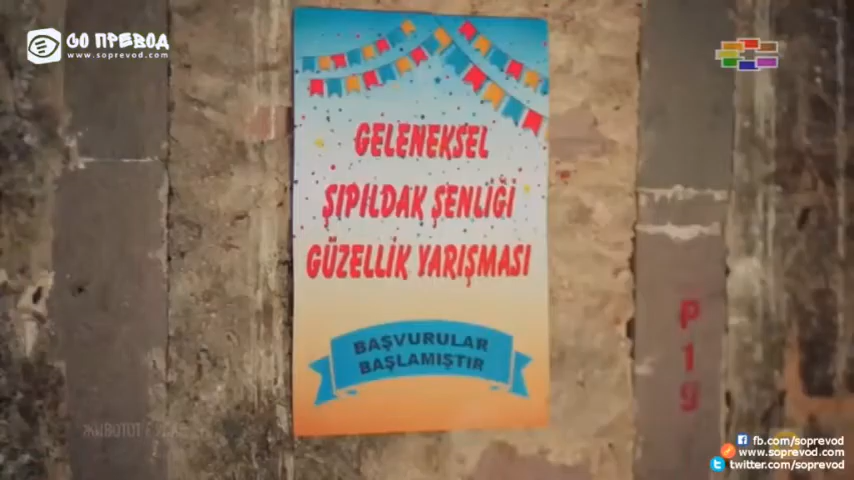 СО ПРЕВОД
www.soprevod.com
GELENEKSEL
ŞIPILDAK ŞENLİĞİ
GÜZELLİK YARIŞMASI
BAŞVURULAR
BAŞLAMIŞTIR
P
1
9
ЖИВОТОТ Е
fb.com/soprevod
www.soprevod.com
twitter.com/soprevod